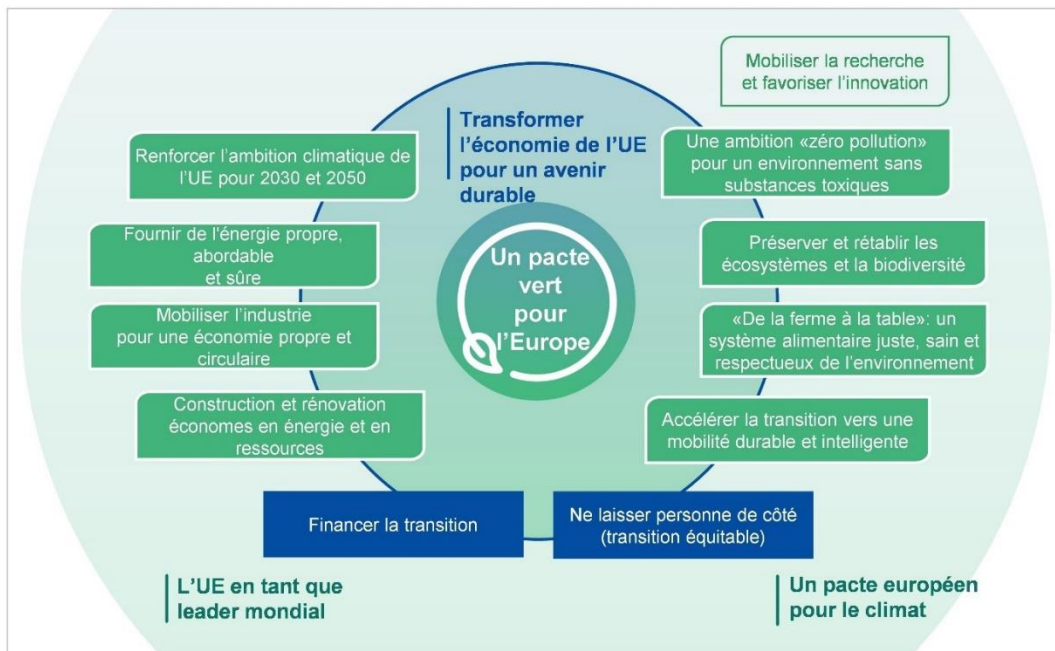 Mobiliser la recherche
et favoriser l’innovation
Transformer
l’économie de l’UE
pour un avenir
durable
Renforcer l’ambition climatique de
l’UE pour 2030 et 2050
Fournir de l'énergie propre,
abordable
et sûre
Mobiliser l’industrie
pour une économie propre et
circulaire
Construction et rénovation
économes en énergie et en
ressources
Un pacte
vert
pour
l’Europe
Une ambition «zéro pollution»
pour un environnement sans
substances toxiques
Préserver et rétablir les
écosystèmes et la biodiversité
«De la ferme à la table»: un
système alimentaire juste, sain et
respectueux de l’environnement
Accélérer la transition vers une
mobilité durable et intelligente
Financer la transition
Ne laisser personne de côté
(transition équitable)
L’UE en tant que
leader mondial
Un pacte européen
pour le climat